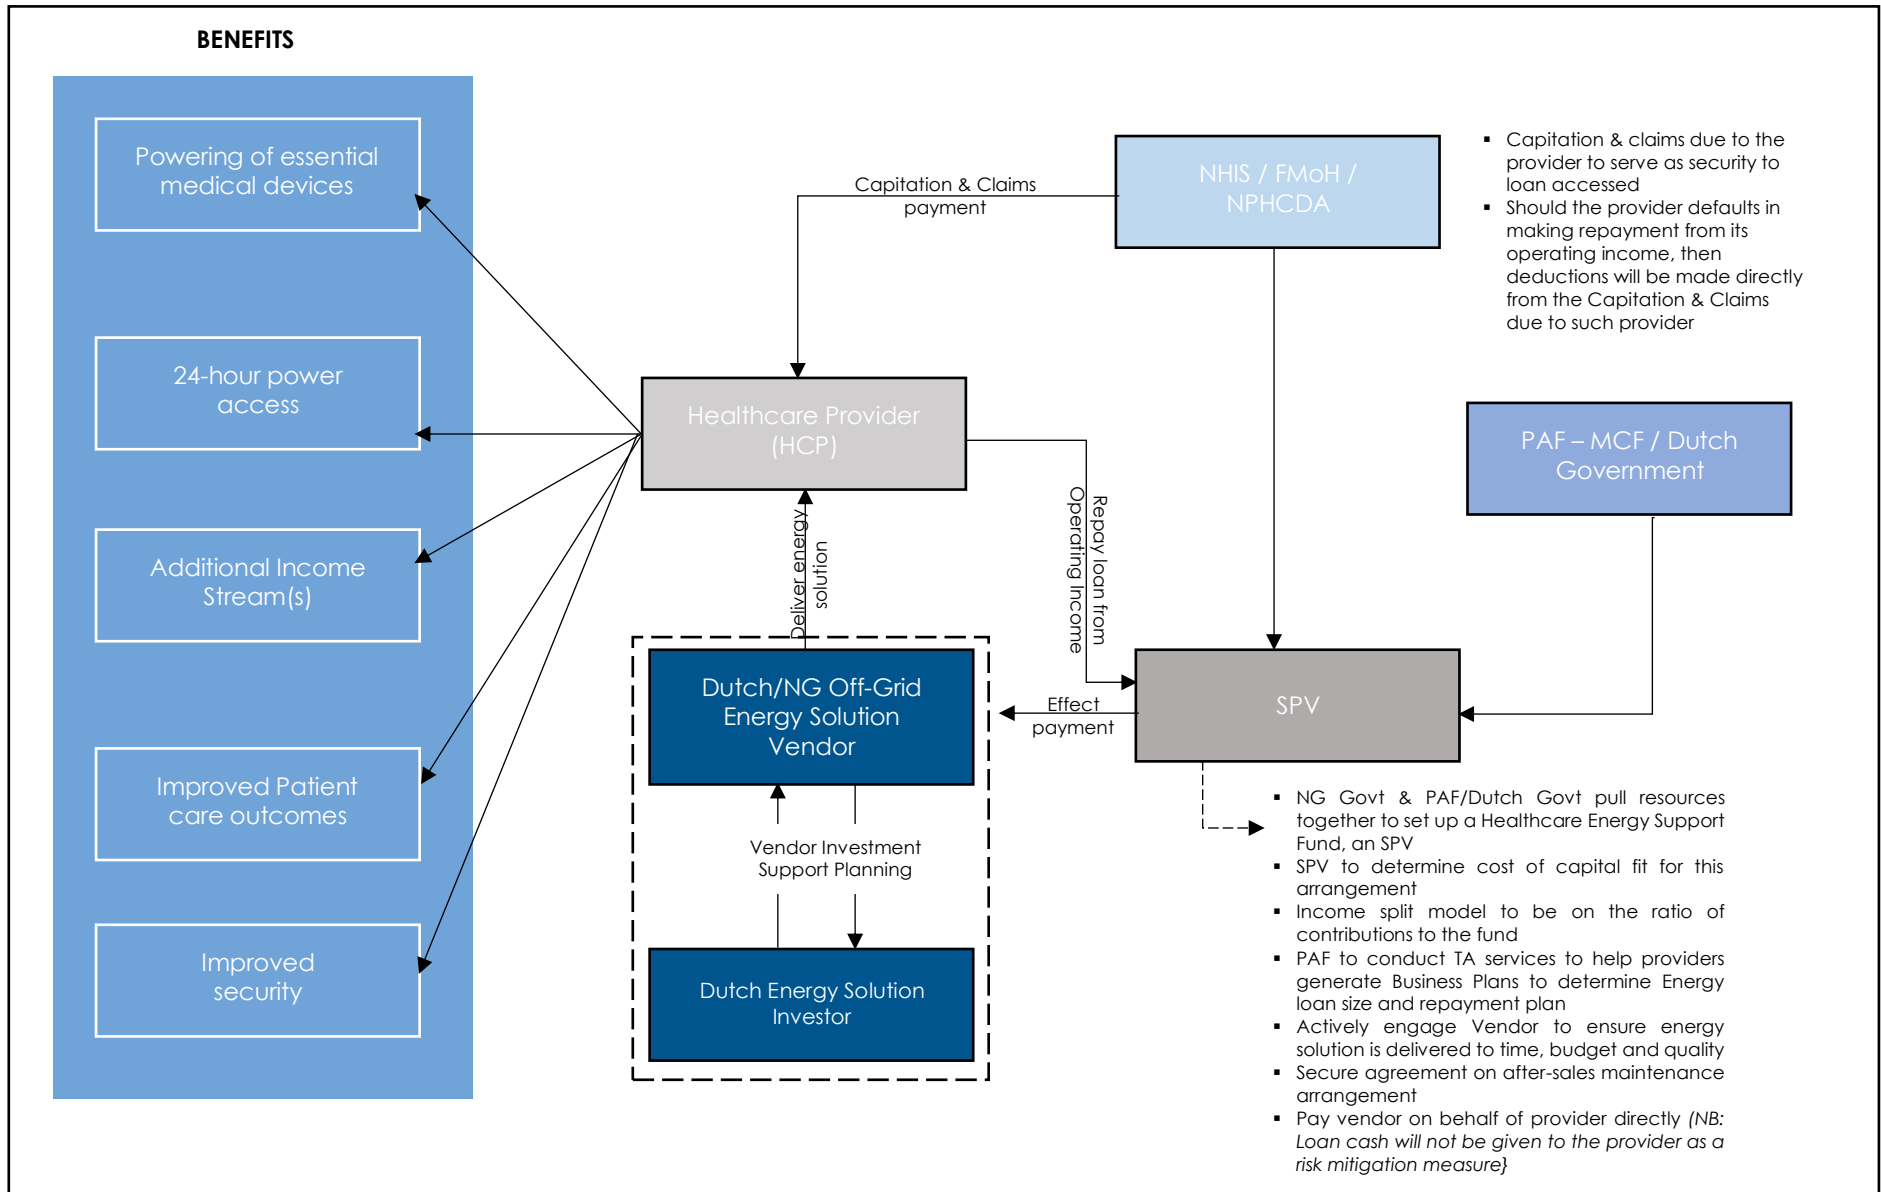 BENEFITS
Powering of essential
medical devices
24-hour power
access
Additional Income
Stream(s)
Improved Patient
care outcomes
Improved
security
Capitation & Claims
payment
NHIS / FMoH /
NPHCDA
▪ Capitation & claims due to the
provider to serve as security to
loan accessed
▪ Should the provider defaults in
making repayment from its
operating income, then
deductions will be made directly
from the Capitation & Claims
due to such provider
Healthcare Provider
(HCP)
PAF – MCF / Dutch
Government
Deliver energy
solution
Repay loan from
Operating Income
Dutch/NG Off-Grid
Energy Solution
Vendor
Effect
payment
SPV
Vendor Investment
Support Planning
Dutch Energy Solution
Investor
▪ NG Govt & PAF/Dutch Govt pull resources
together to set up a Healthcare Energy Support
Fund, an SPV
▪ SPV to determine cost of capital fit for this
arrangement
▪ Income split model to be on the ratio of
contributions to the fund
▪ PAF to conduct TA services to help providers
generate Business Plans to determine Energy
loan size and repayment plan
▪ Actively engage Vendor to ensure energy
solution is delivered to time, budget and quality
▪ Secure agreement on after-sales maintenance
arrangement
▪ Pay vendor on behalf of provider directly (NB:
Loan cash will not be given to the provider as a
risk mitigation measure}